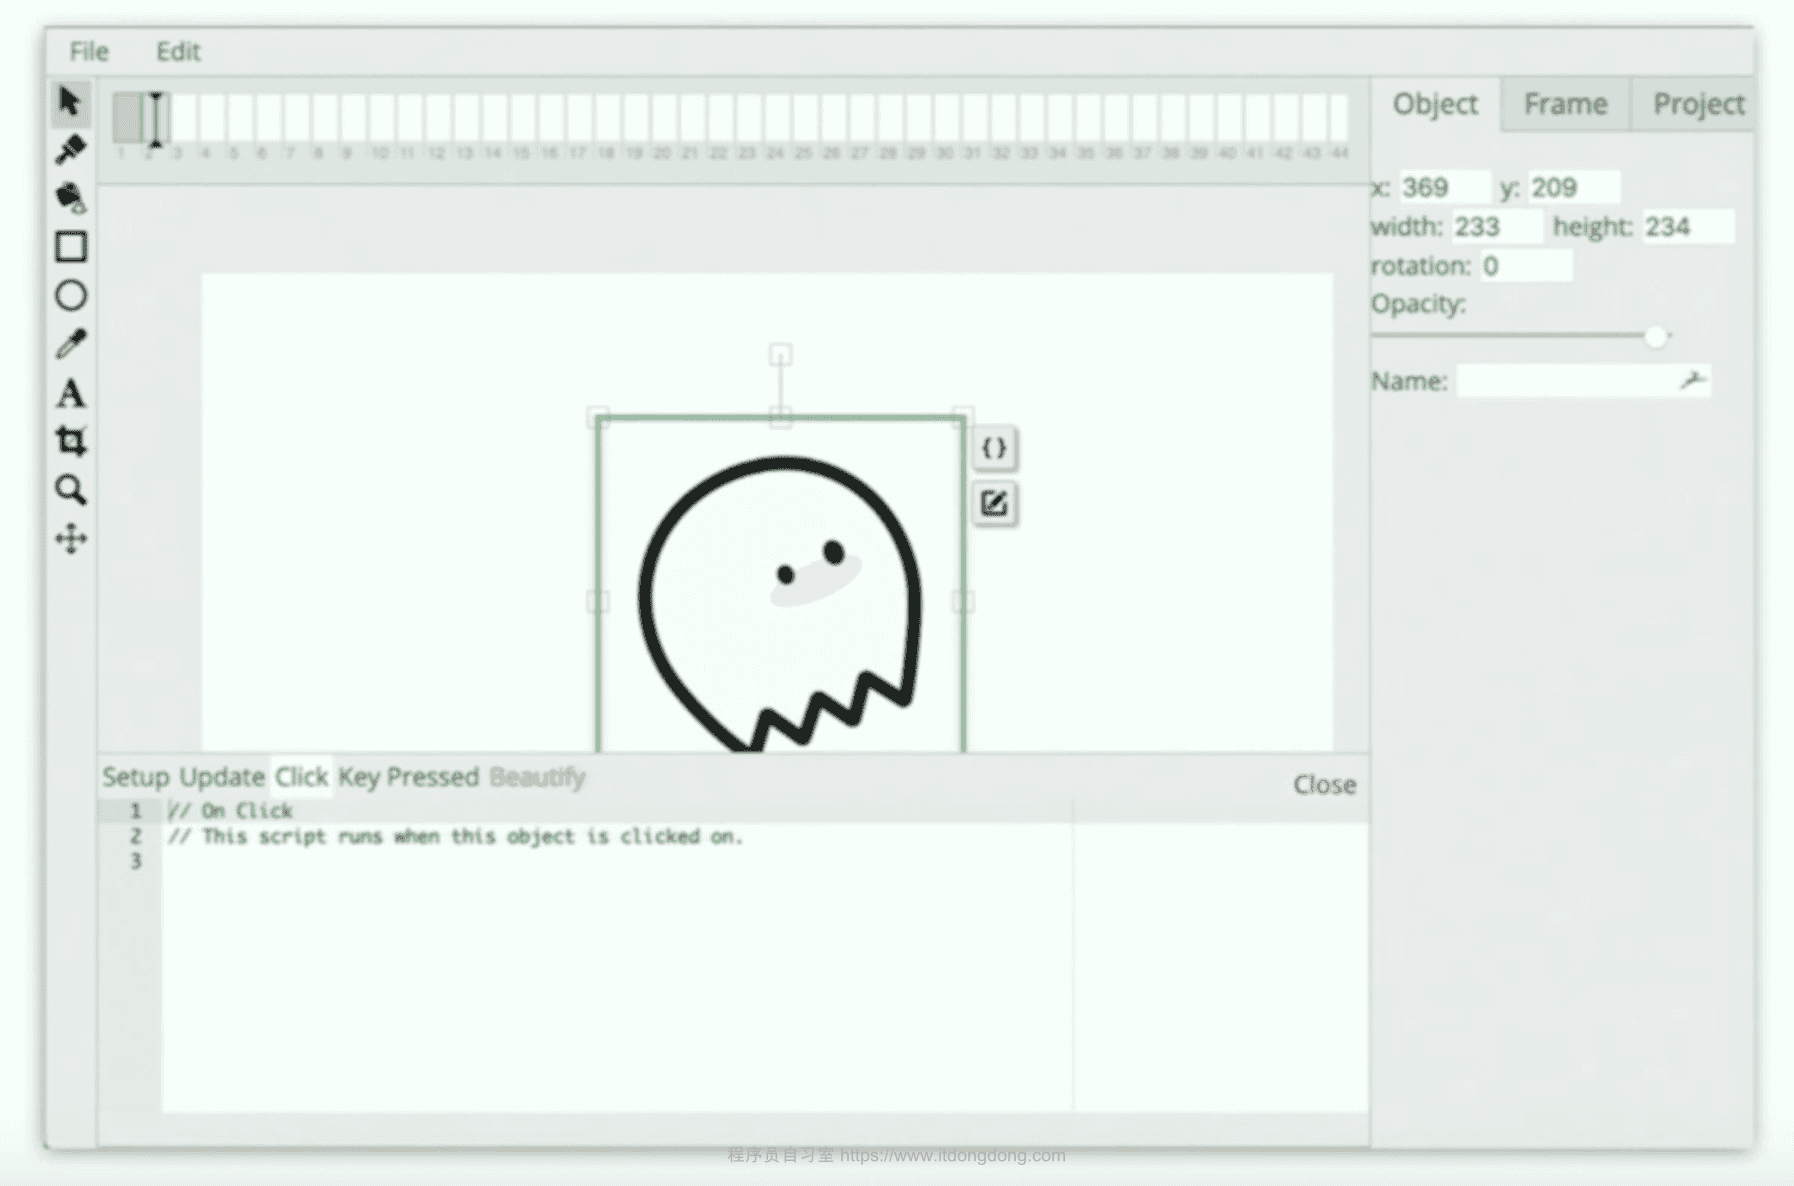 File Edit
1 2 3 4 5 6 7 8 9 10 11 12 13 14 15 16 17 18 19 20 21 22 23 24 25 26 27 28 29 30 31 32 33 34 35 36 37 38 39 40 41 42 43 44
Object Frame Project
x: 369 y: 209
width: 233 height: 234
rotation: 0
Opacity:
Name:
A
{}
Setup Update Click Key Pressed Beautify Close
1 // On Click
2 // This script runs when this object is clicked on.
3
程序员自习室 https://www.itdongdong.com